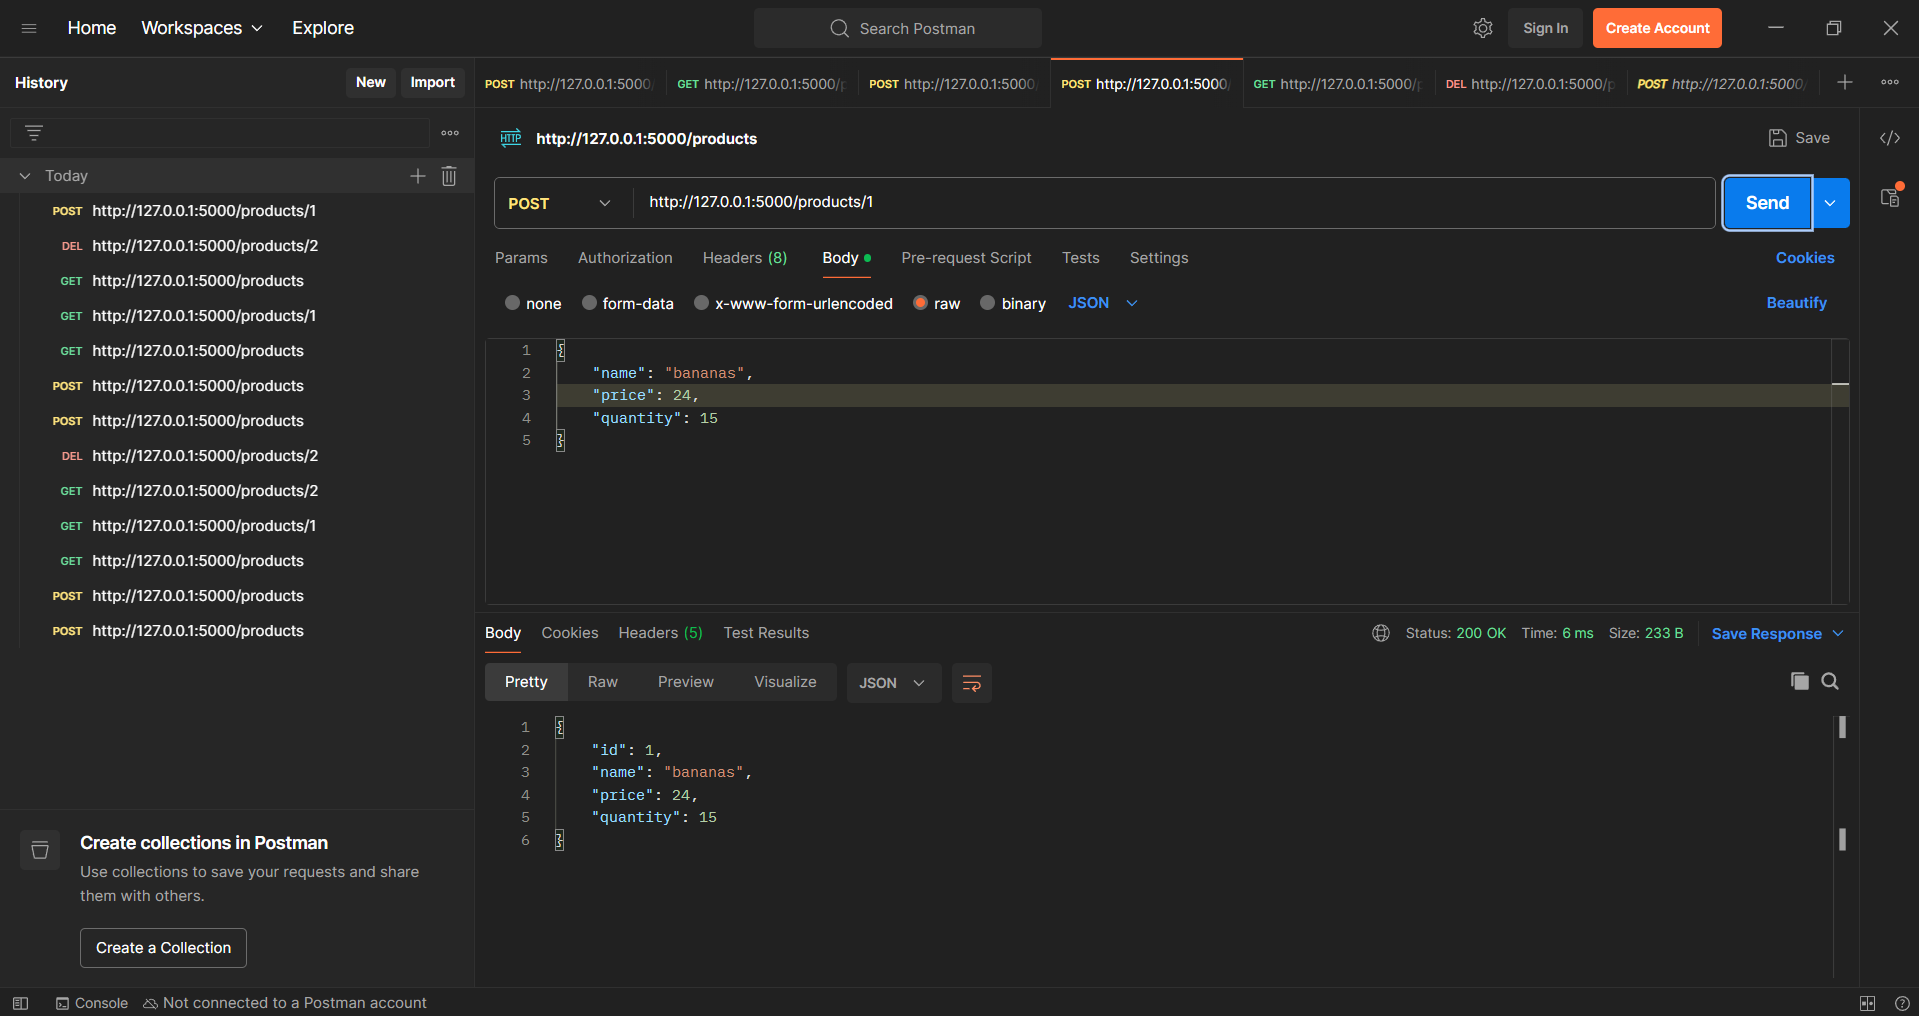 Home Workspaces Explore Search Postman Sign In Create Account
History New Import
POST http://127.0.0.1:5000/ GET http://127.0.0.1:5000/p POST http://127.0.0.1:5000/ POST http://127.0.0.1:5000/ GET http://127.0.0.1:5000/p DEL http://127.0.0.1:5000/p POST http://127.0.0.1:5000/
HTTP http://127.0.0.1:5000/products Save
Today
POST http://127.0.0.1:5000/products/1
DEL http://127.0.0.1:5000/products/2
GET http://127.0.0.1:5000/products
GET http://127.0.0.1:5000/products/1
GET http://127.0.0.1:5000/products
POST http://127.0.0.1:5000/products
POST http://127.0.0.1:5000/products
DEL http://127.0.0.1:5000/products/2
GET http://127.0.0.1:5000/products/2
GET http://127.0.0.1:5000/products/1
GET http://127.0.0.1:5000/products
POST http://127.0.0.1:5000/products
POST http://127.0.0.1:5000/products
Create collections in Postman
Use collections to save your requests and share
them with others.
Create a Collection
POST http://127.0.0.1:5000/products/1 Send
Params Authorization Headers (8) Body Pre-request Script Tests Settings Cookies
none form-data x-www-form-urlencoded raw binary JSON Beautify
1 {
2 "name": "bananas",
3 "price": 24,
4 "quantity": 15
5 }
Body Cookies Headers (5) Test Results Status: 200 OK Time: 6 ms Size: 233 B Save Response
Pretty Raw Preview Visualize JSON
1 {
2 "id": 1,
3 "name": "bananas",
4 "price": 24,
5 "quantity": 15
6 }
Console Not connected to a Postman account